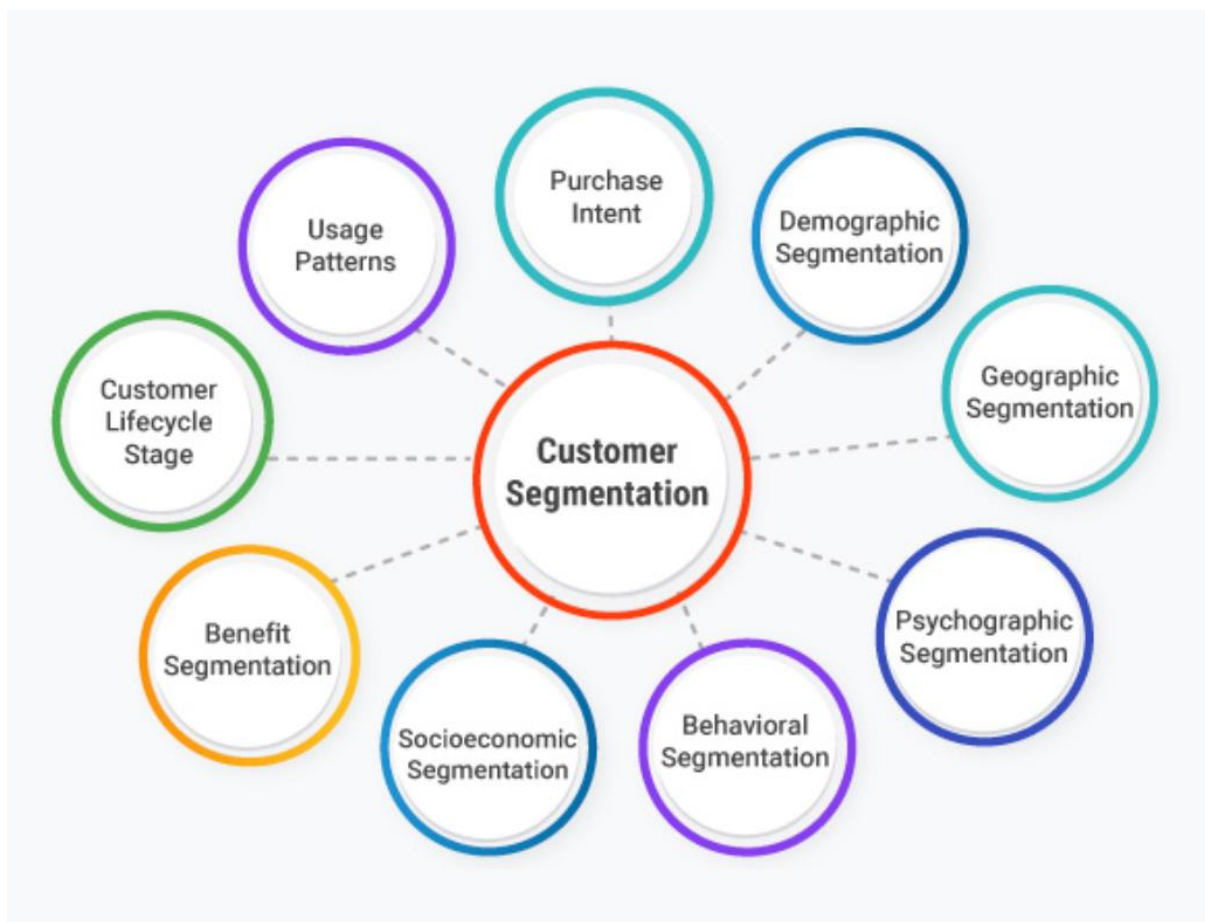 Purchase
Intent
Demographic
Segmentation
Usage
Patterns
Geographic
Segmentation
Customer
Lifecycle
Stage
Customer
Segmentation
Psychographic
Segmentation
Benefit
Segmentation
Behavioral
Segmentation
Socioeconomic
Segmentation